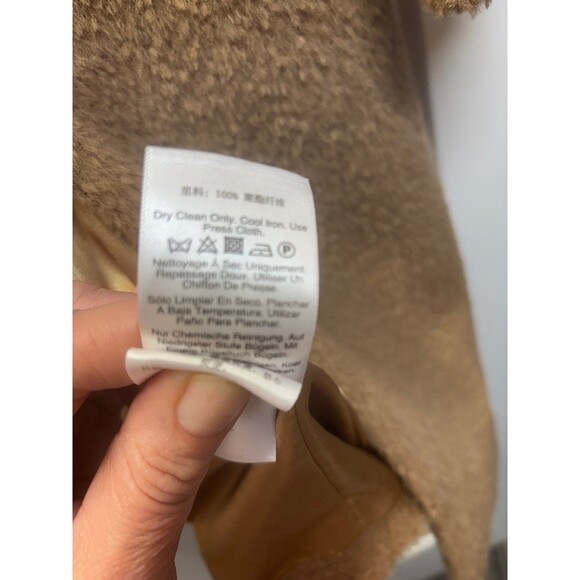 里料: 100% 聚酯纤维
Dry Clean Only. Cool Iron. Use
Press Cloth.
P
Nettoyage À Sec Uniquement.
Repassage Doux. Utiliser Un
Chiffon De Presse.
Sólo Limpiar En Seco. Planchar
A Baja Temperatura. Utilizar
Paño Para Planchar.
Nur Chemische Reinigung. Auf
Niedrigster Stufe Bügeln. Mit
Bügeln.